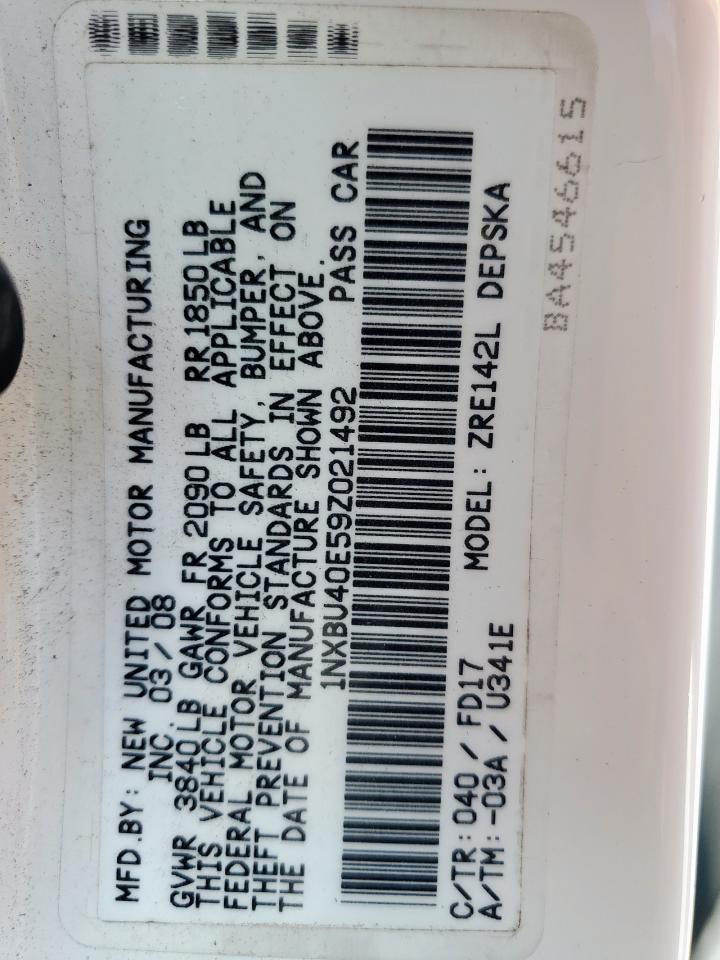 MFD.BY: NEW UNITED MOTOR MANUFACTURING
INC. 03/08
GVWR 3840LB GAWR FR 2090LB RR 1850LB
THIS VEHICLE CONFORMS TO ALL APPLICABLE
FEDERAL MOTOR VEHICLE SAFETY, BUMPER, AND
THEFT PREVENTION STANDARDS IN EFFECT ON
THE DATE OF MANUFACTURE SHOWN ABOVE.
1NXBU40E59Z021492 PASS CAR
C/TR: 040 / FD17 MODEL: ZRE142L DEPSKA
A/TM: -03A / U341E
BA4546615